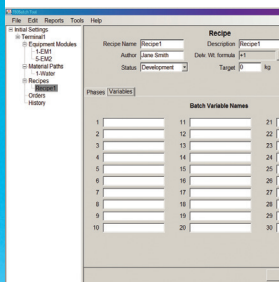 File Edit Reports Tools Help
Initial Settings
Terminal1
Equipment Modules
1-EM1
5-EM2
Material Paths
1-Water
Recipes
Recipe1
Orders
History
Recipe
Recipe Name Recipe1 Description Recipe1
Author Jane Smith Delv. Wt. formula +1
Status Development Target 0 kg
Phases Variables
Batch Variable Names
1 11 21
2 12 22
3 13 23
4 14 24
5 15 25
6 16 26
7 17 27
8 18 28
9 19 29
10 20 30